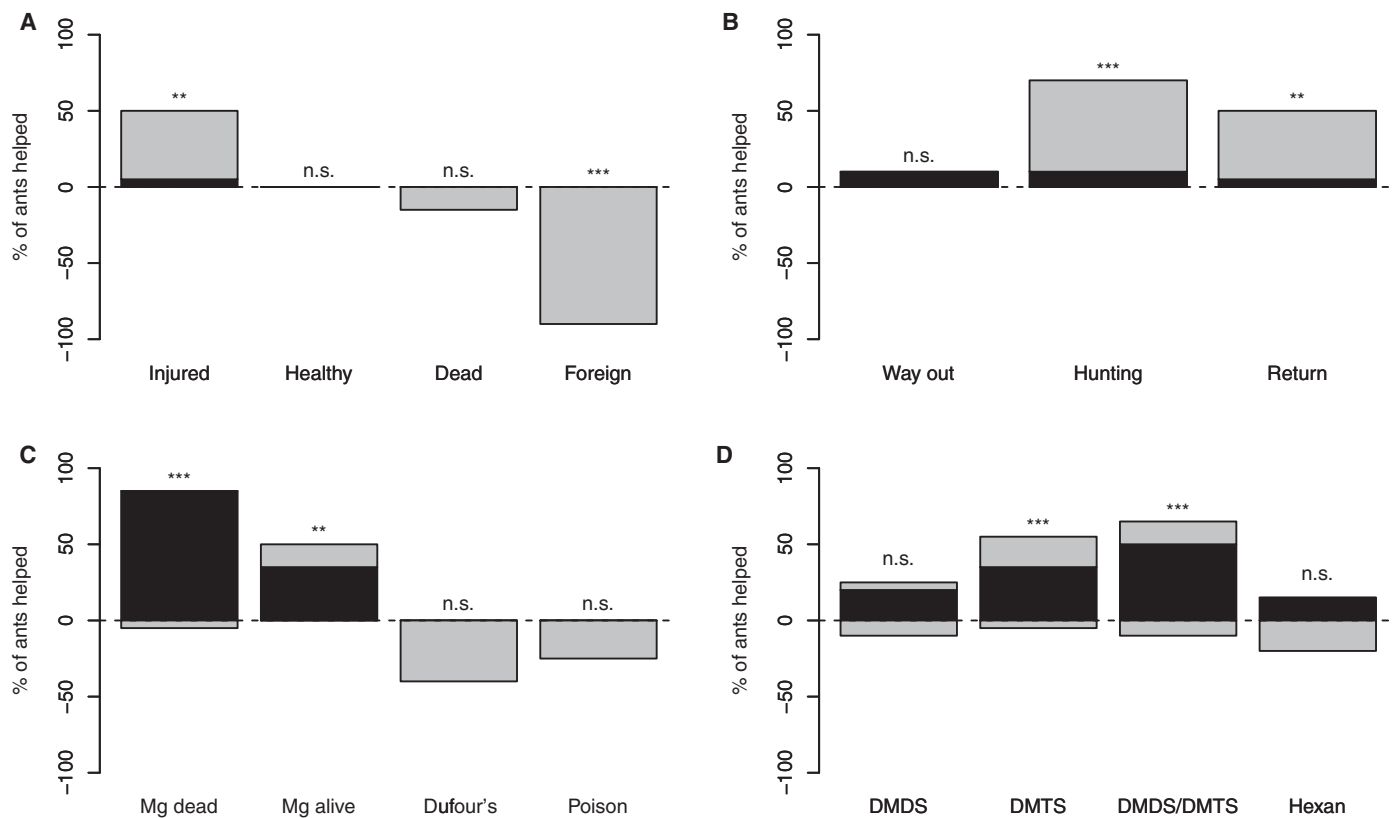 A
% of ants helped
100
50
0
−50
−100
**
n.s.
n.s.
***
Injured
Healthy
Dead
Foreign
B
% of ants helped
100
50
0
−50
−100
n.s.
***
**
Way out
Hunting
Return
C
% of ants helped
100
50
0
−50
−100
***
**
n.s.
n.s.
Mg dead
Mg alive
Dufour's
Poison
D
% of ants helped
100
50
0
−50
−100
n.s.
***
***
n.s.
DMDS
DMTS
DMDS/DMTS
Hexan